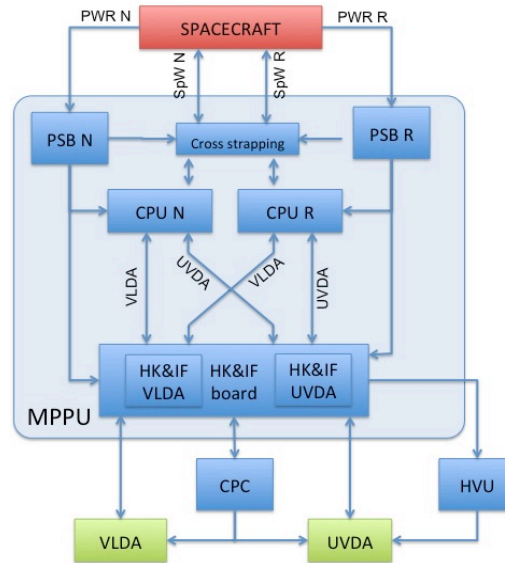 PWR N
SPACECRAFT
PWR R
SpW N
SpW R
PSB N
Cross strapping
PSB R
CPU N
CPU R
VLDA
UVDA
VLDA
UVDA
HK&IF
VLDA
HK&IF
board
HK&IF
UVDA
MPPU
CPC
HVU
VLDA
UVDA